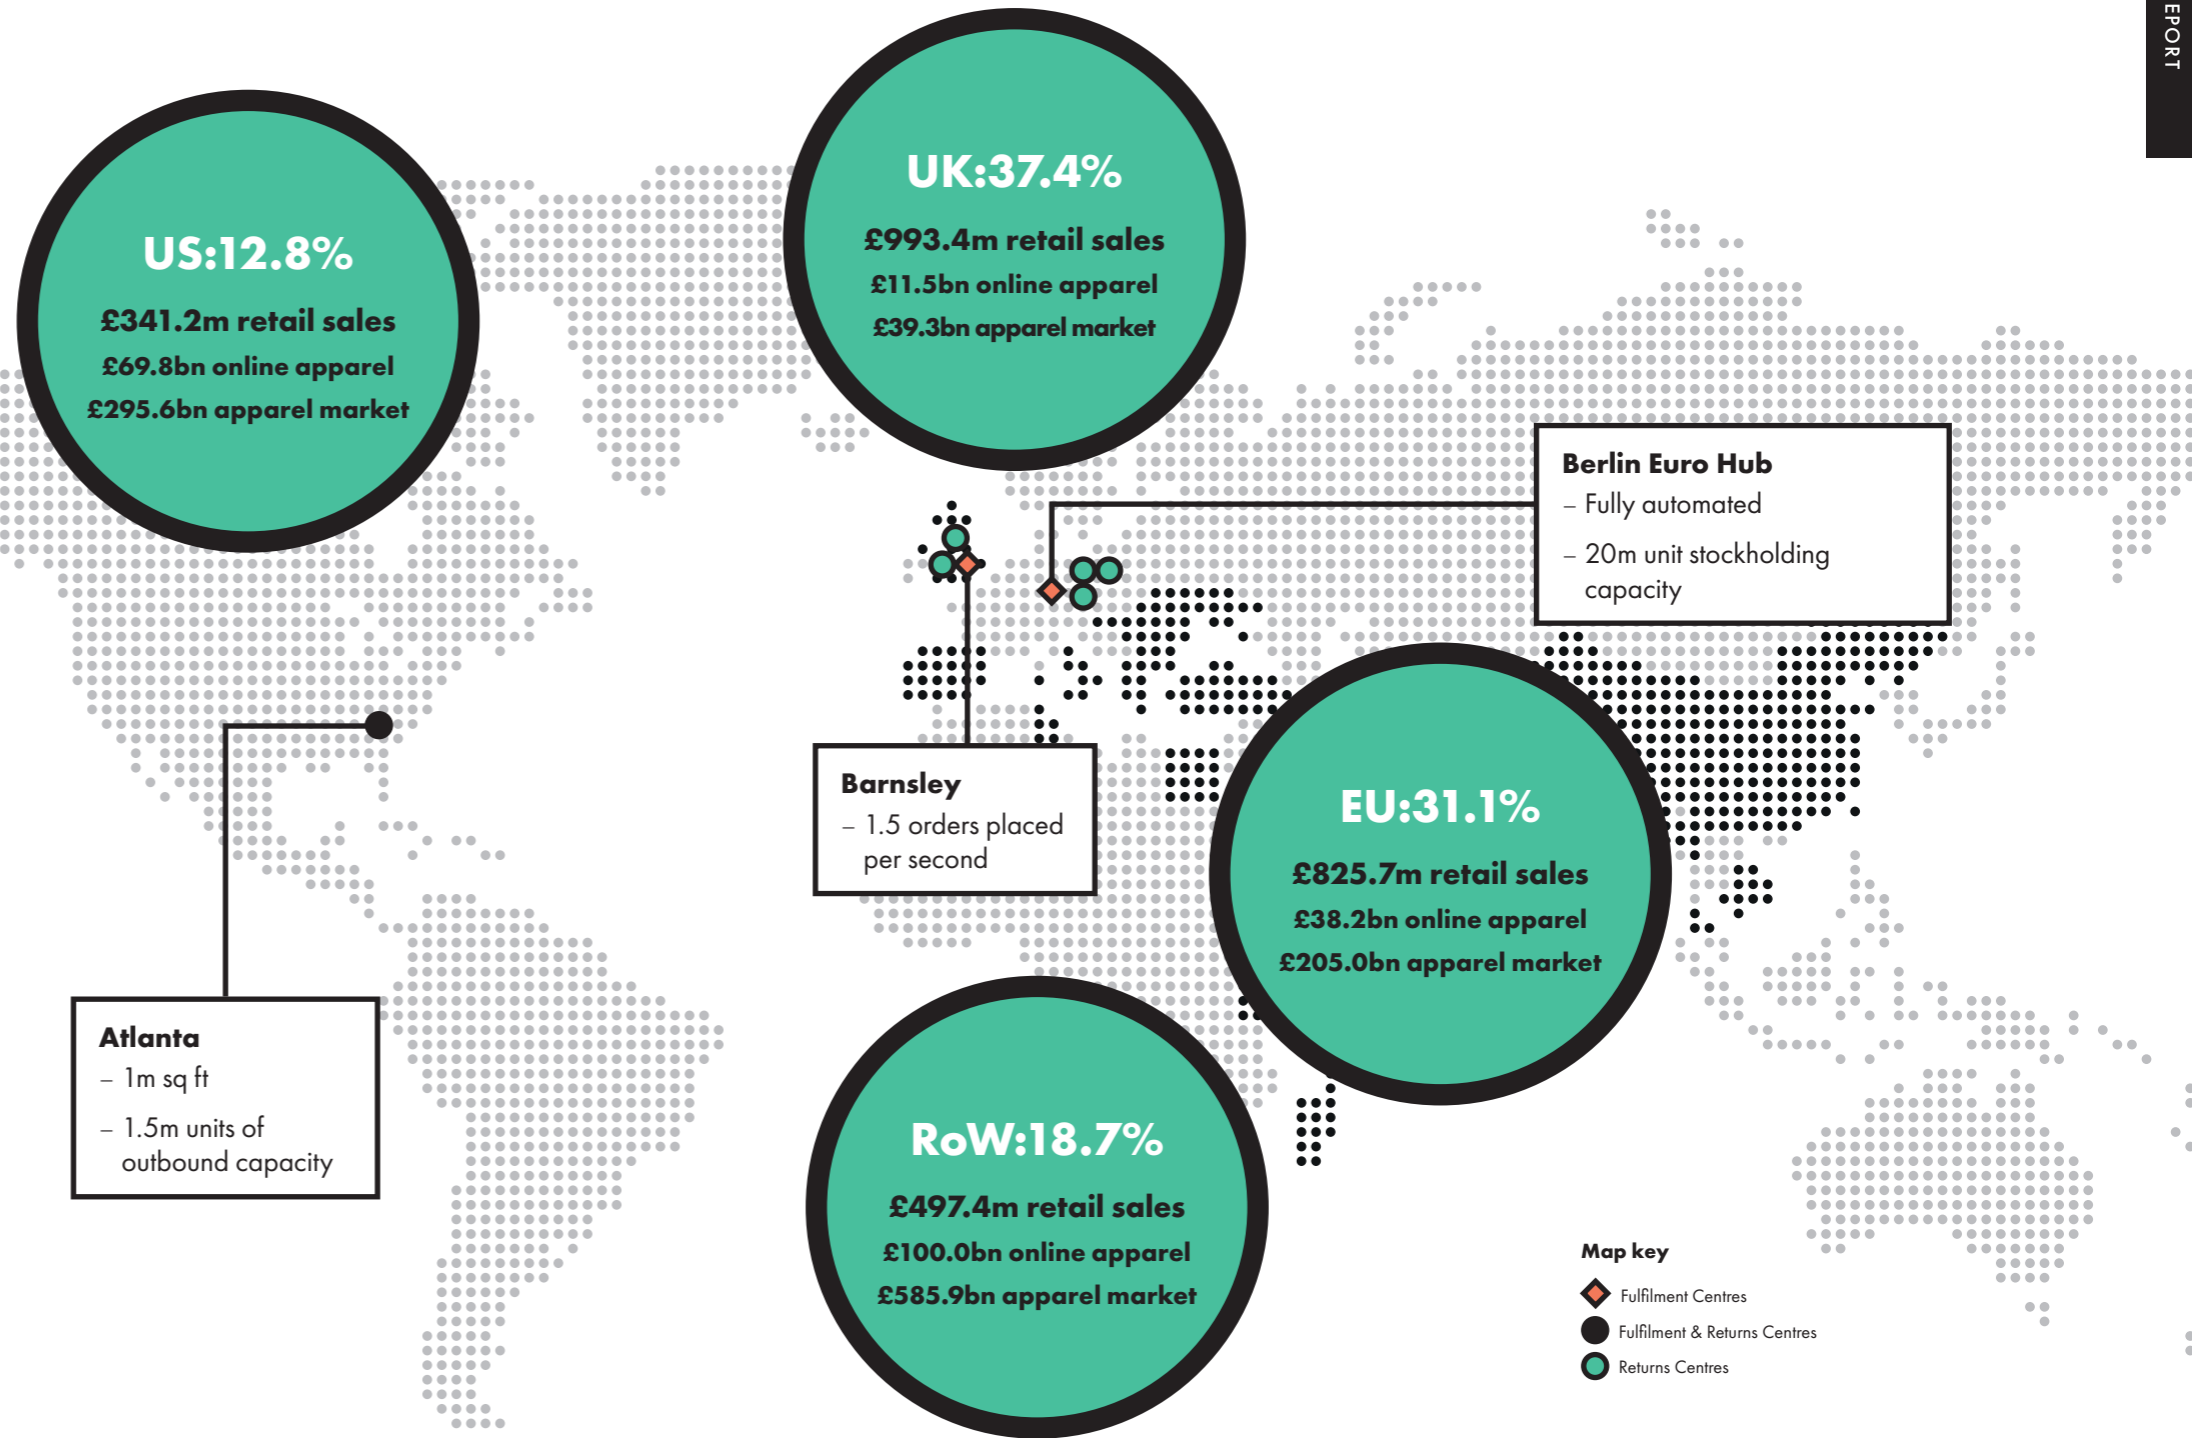 EPORT
UK:37.4%
£993.4m retail sales
£11.5bn online apparel
£39.3bn apparel market
US:12.8%
£341.2m retail sales
£69.8bn online apparel
£295.6bn apparel market
Berlin Euro Hub
– Fully automated
– 20m unit stockholding
capacity
Barnsley
– 1.5 orders placed
per second
EU:31.1%
£825.7m retail sales
£38.2bn online apparel
£205.0bn apparel market
Atlanta
– 1m sq ft
– 1.5m units of
outbound capacity
RoW:18.7%
£497.4m retail sales
£100.0bn online apparel
£585.9bn apparel market
Map key
Fulfilment Centres
Fulfilment & Returns Centres
Returns Centres